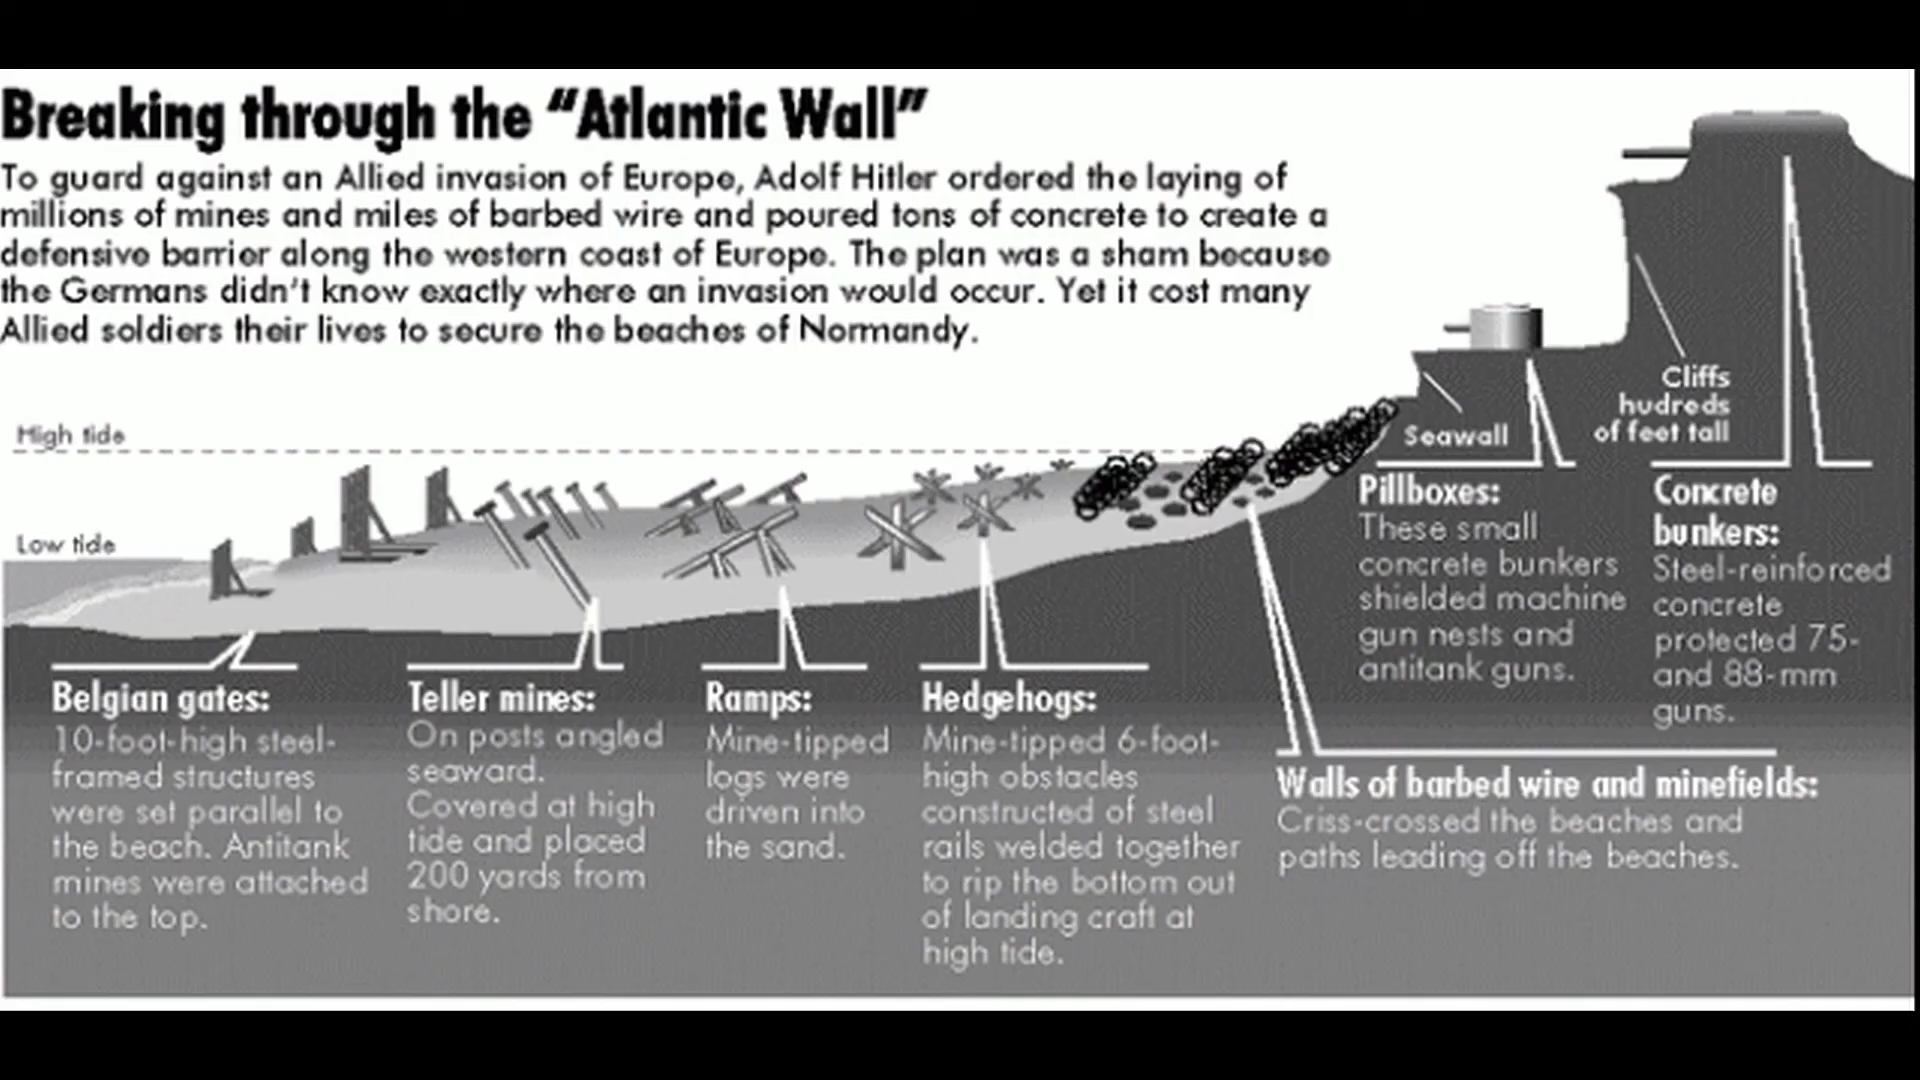 Breaking through the “Atlantic Wall”
To guard against an Allied invasion of Europe, Adolf Hitler ordered the laying of
millions of mines and miles of barbed wire and poured tons of concrete to create a
defensive barrier along the western coast of Europe. The plan was a sham because
the Germans didn't know exactly where an invasion would occur. Yet it cost many
Allied soldiers their lives to secure the beaches of Normandy.
High tide
Low tide
Cliffs
hudreds
of feet tall
Seawall
Pillboxes:
These small
concrete bunkers
shielded machine
gun nests and
antitank guns.
Concrete
bunkers:
Steel-reinforced
concrete
protected 75-
and 88-mm
guns.
Belgian gates:
10-foot-high steel-
framed structures
were set parallel to
the beach. Antitank
mines were attached
to the top.
Teller mines:
On posts angled
seaward.
Covered at high
tide and placed
200 yards from
shore.
Ramps:
Mine-tipped
logs were
driven into
the sand.
Hedgehogs:
Mine-tipped 6-foot-
high obstacles
constructed of steel
rails welded together
to rip the bottom out
of landing craft at
high tide.
Walls of barbed wire and minefields:
Criss-crossed the beaches and
paths leading off the beaches.